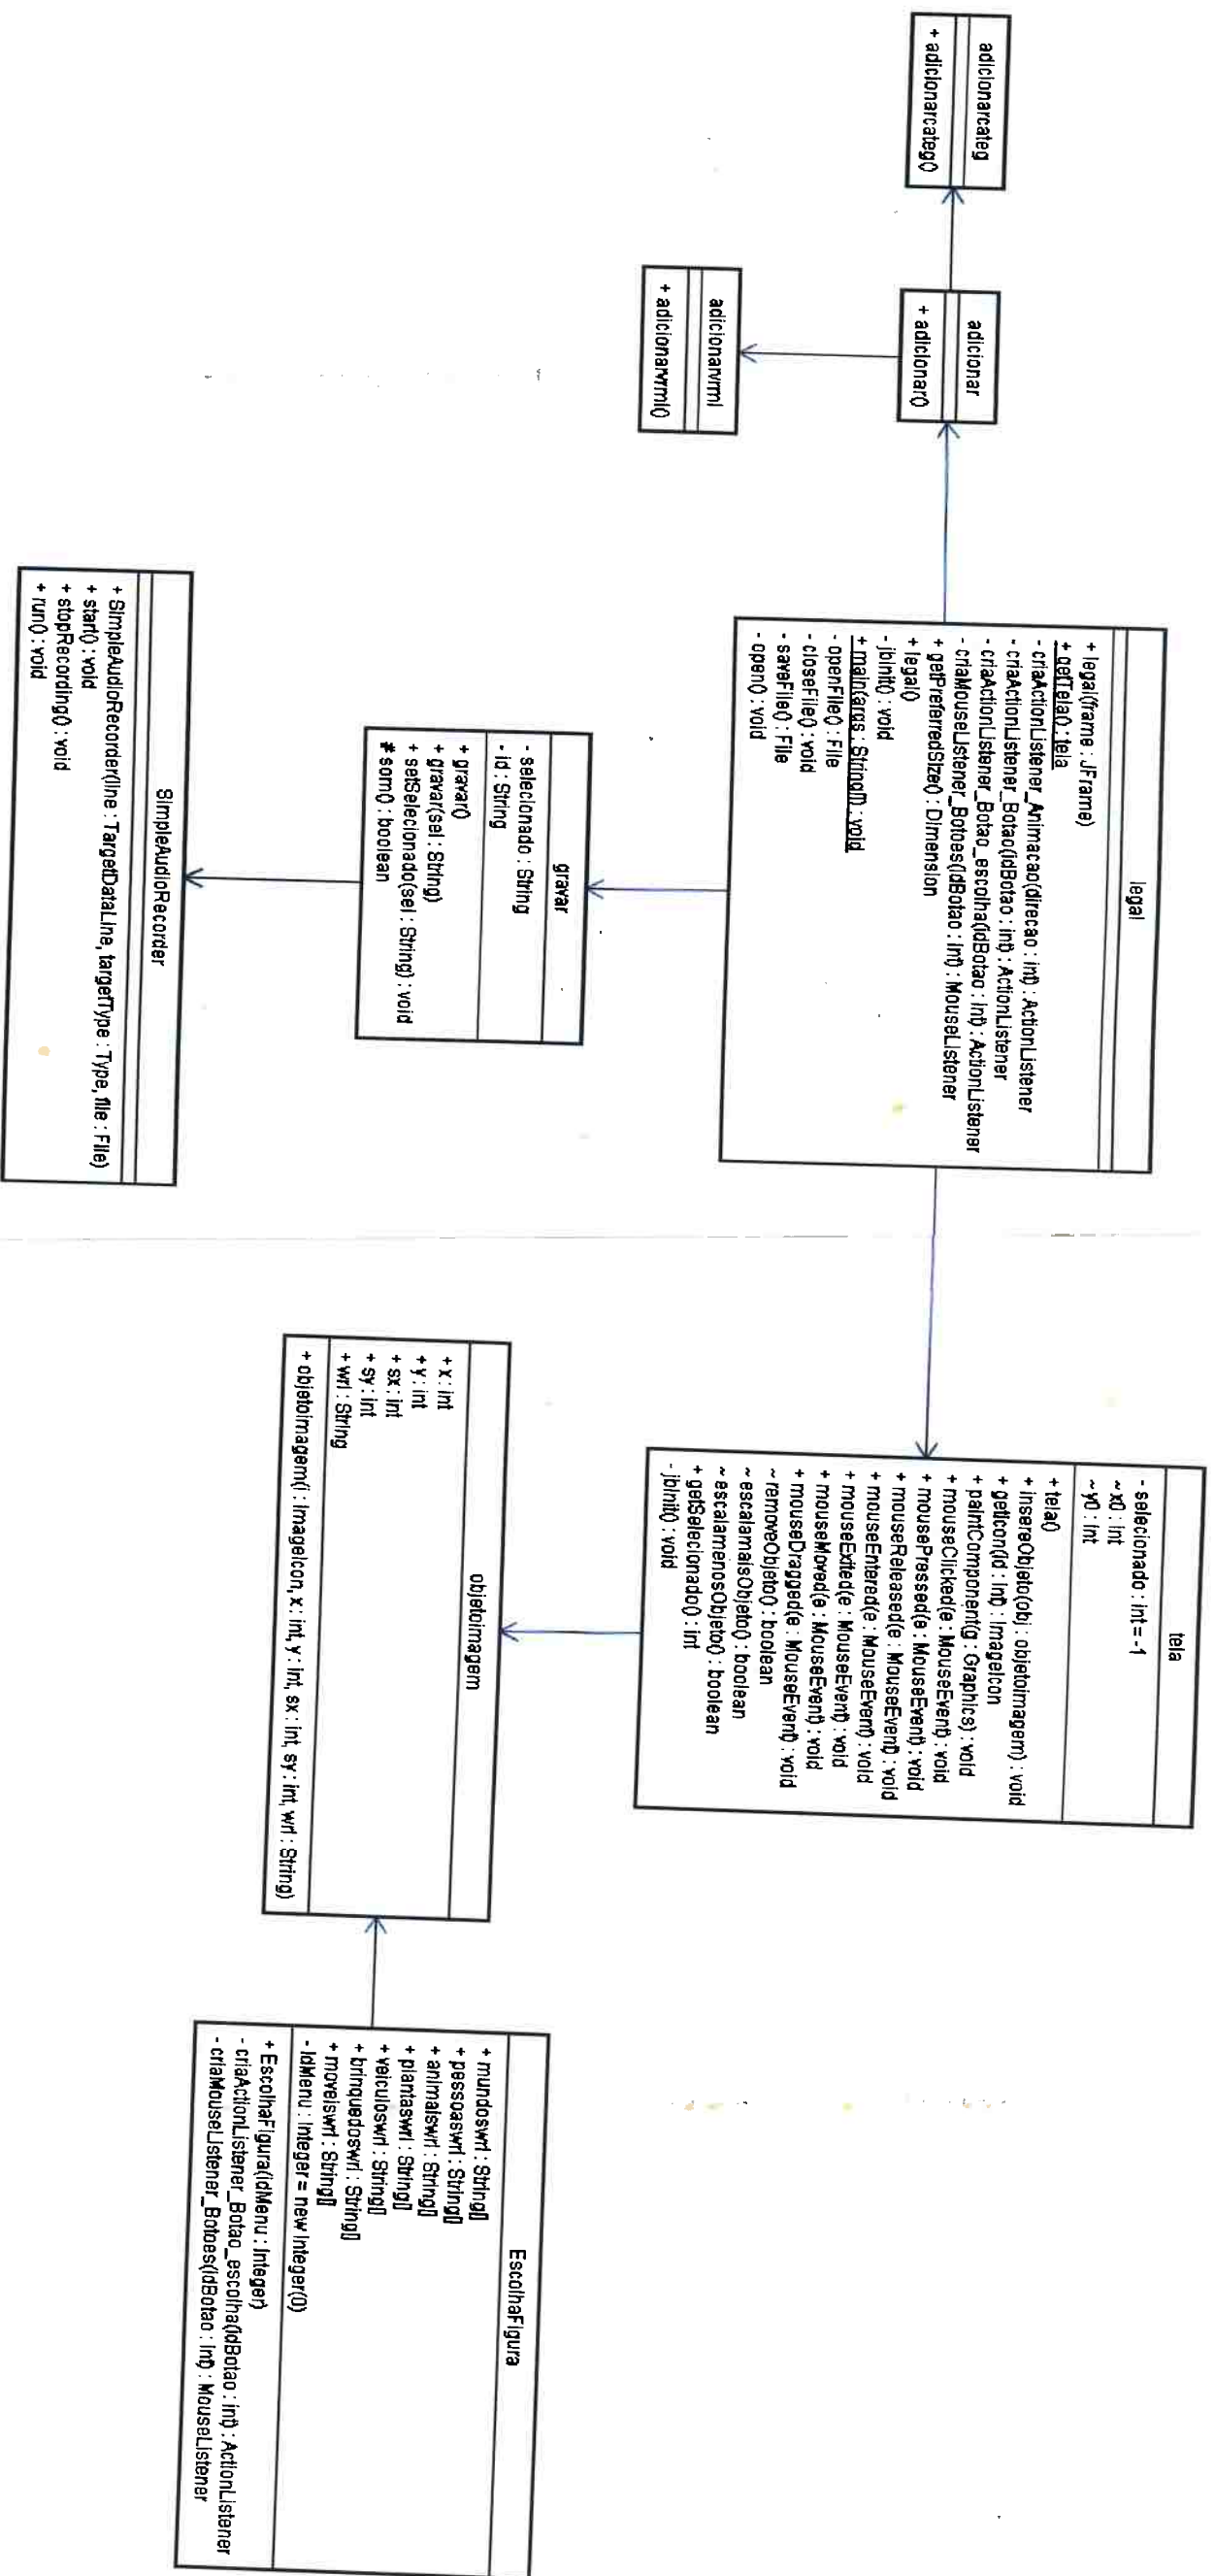 adicionarcateg
+ adicionarcateg()
adicionar
+ adicionar()
adicionarvrml
+ adicionarvrml()
legal
+ legal(frame : JFrame)
+ getTela() : tela
- criaActionListener_Animacao(direcao : int) : ActionListener
- criaActionListener_Botao(idBotao : int) : ActionListener
- criaActionListener_Botao_escolha(idBotao : int) : ActionListener
- criaMouseListener_Botoes(idBotao : int) : MouseListener
+ getPreferredSize() : Dimension
+ legal()
- jbInit() : void
+ main(args : String[]) : void
- openFile() : File
- closeFile() : void
- saveFile() : File
- open() : void
gravar
- selecionado : String
- id : String
+ gravar()
+ gravar(sel : String)
+ setSelecionado(sel : String) : void
# som() : boolean
SimpleAudioRecorder
+ SimpleAudioRecorder(line : TargetDataLine, targetType : Type, file : File)
+ start() : void
+ stopRecording() : void
+ run() : void
tela
- selecionado : int = -1
~ x0 : int
~ y0 : int
+ tela()
+ insereObjeto(obj : objetoimagem) : void
+ getIcon(id : int) : ImageIcon
+ paintComponent(g : Graphics) : void
+ mouseClicked(e : MouseEvent) : void
+ mousePressed(e : MouseEvent) : void
+ mouseReleased(e : MouseEvent) : void
+ mouseEntered(e : MouseEvent) : void
+ mouseExited(e : MouseEvent) : void
+ mouseMoved(e : MouseEvent) : void
+ mouseDragged(e : MouseEvent) : void
~ removeObjeto() : boolean
~ escalamaisObjeto() : boolean
~ escalamenosObjeto() : boolean
+ getSelecionado() : int
- jbInit() : void
objetoimagem
+ x : int
+ y : int
+ sx : int
+ sy : int
+ wrl : String
+ objetoimagem(i : ImageIcon, x : int, y : int, sx : int, sy : int, wrl : String)
EscolhaFigura
+ mundoswrl : String[]
+ pessoaswrl : String[]
+ animaiswrl : String[]
+ plantaswrl : String[]
+ veiculoswrl : String[]
+ brinquedoswrl : String[]
+ moveiswrl : String[]
- idMenu : Integer = new Integer(0)
+ EscolhaFigura(idMenu : Integer)
- criaActionListener_Botao_escolha(idBotao : int) : ActionListener
- criaMouseListener_Botoes(idBotao : int) : MouseListener